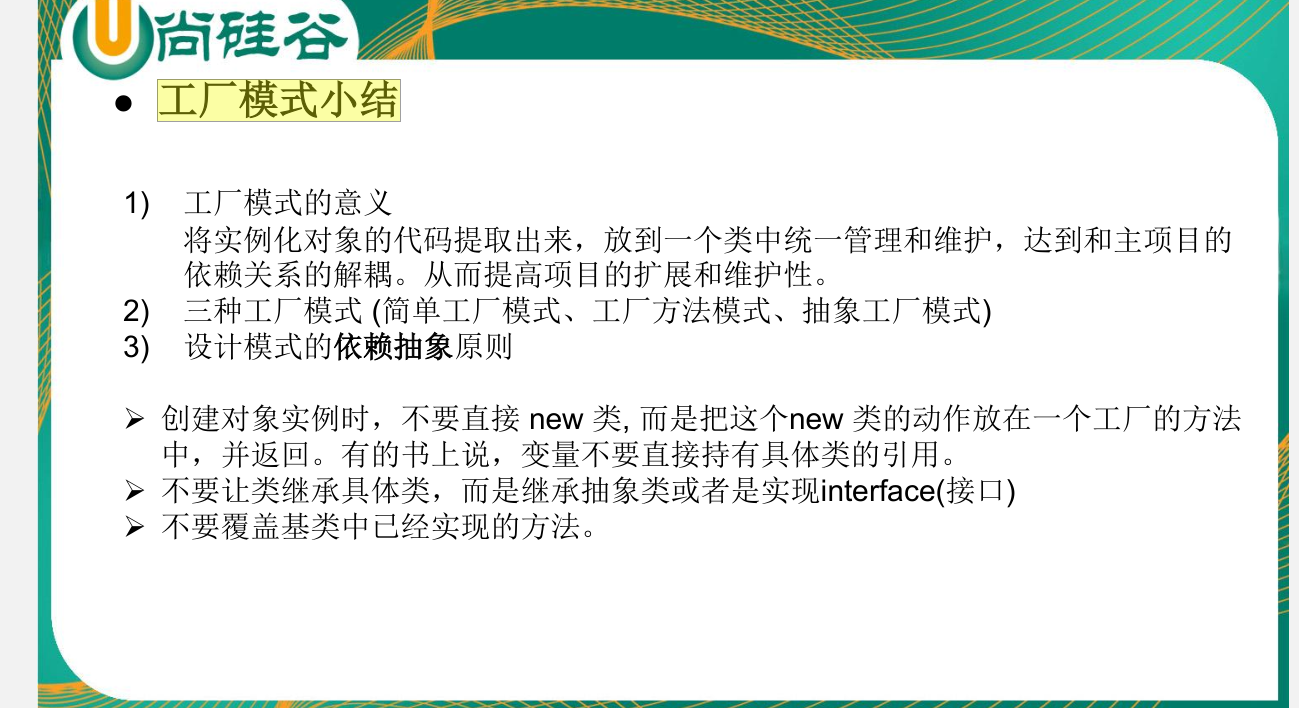 尚硅谷
● 工厂模式小结
1) 工厂模式的意义
将实例化对象的代码提取出来，放到一个类中统一管理和维护，达到和主项目的
依赖关系的解耦。从而提高项目的扩展和维护性。
2) 三种工厂模式 (简单工厂模式、工厂方法模式、抽象工厂模式)
3) 设计模式的依赖抽象原则
➢ 创建对象实例时，不要直接 new 类, 而是把这个new 类的动作放在一个工厂的方法
中，并返回。有的书上说，变量不要直接持有具体类的引用。
➢ 不要让类继承具体类，而是继承抽象类或者是实现interface(接口)
➢ 不要覆盖基类中已经实现的方法。